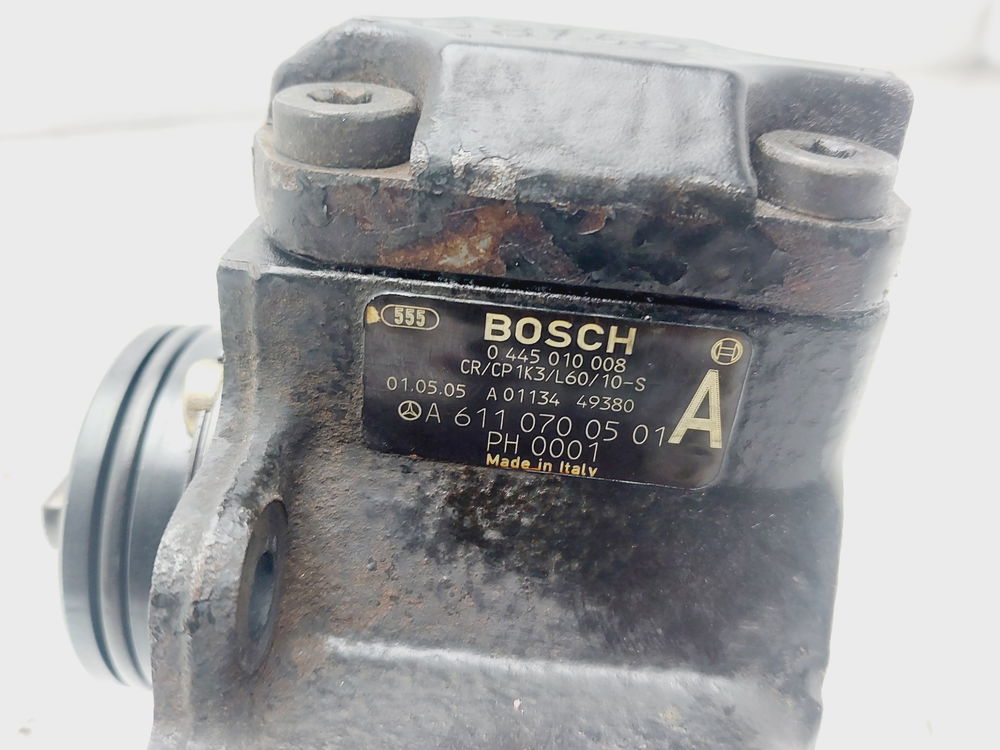 555
BOSCH
0 445 010 008
CR/CP1K3/L60/10-S
01.05.05 A 01134 49380
A 611 070 05 01
A
PH 0001
Made in Italy